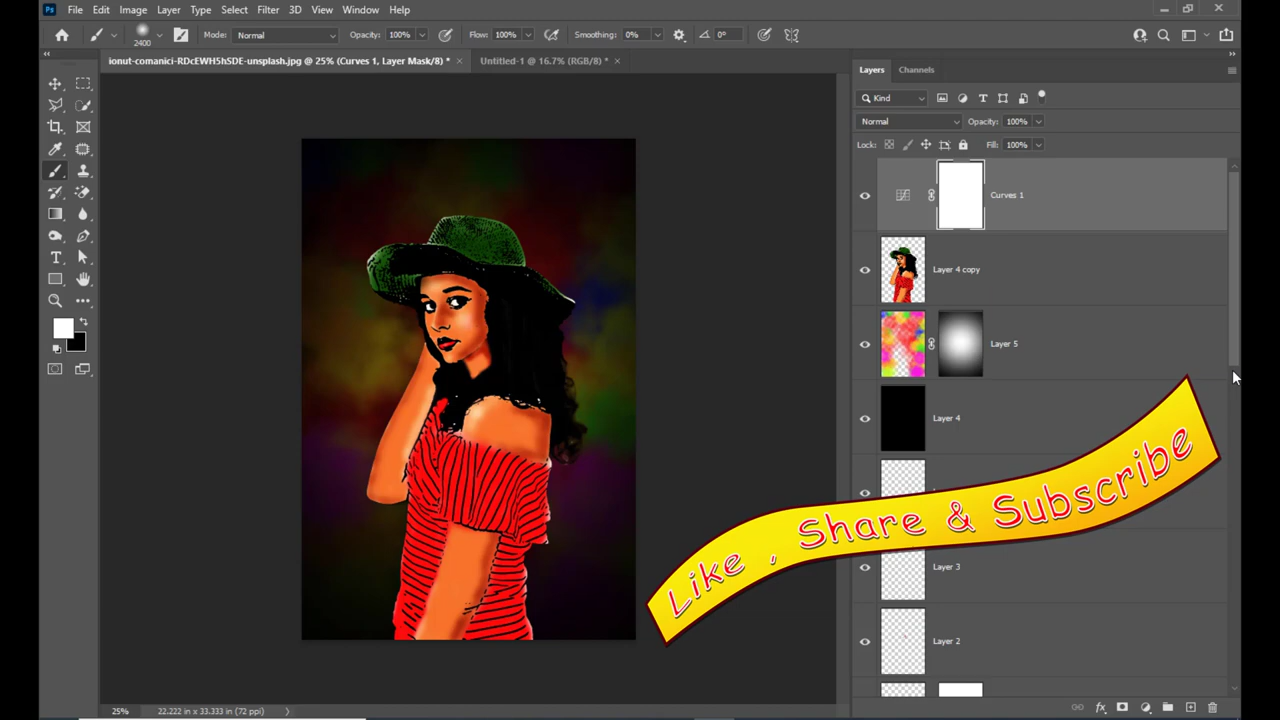 Ps File Edit Image Layer Type Select Filter 3D View Window Help
2400 Mode: Normal Opacity: 100% Flow: 100% Smoothing: 0% 0°
ionut-comanici-RDcEWH5hSDE-unsplash.jpg @ 25% (Curves 1, Layer Mask/8) * × Untitled-1 @ 16.7% (RGB/8) * ×
Layers Channels
Kind
Normal Opacity: 100%
Lock: Fill: 100%
Curves 1
Layer 4 copy
Layer 5
Layer 4
Like , Share & Subscribe
Layer 3
Layer 2
25% 22.222 in x 33.333 in (72 ppi)